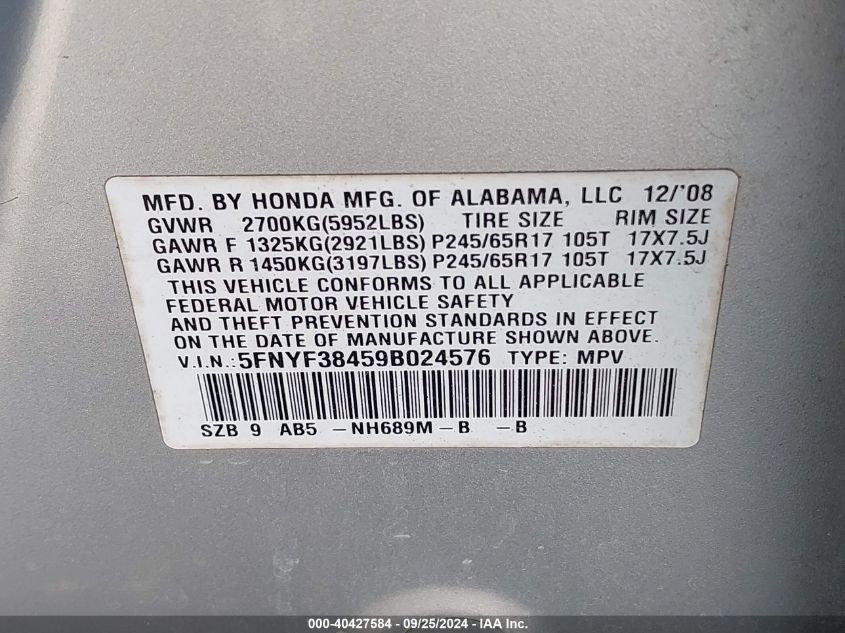 MFD. BY HONDA MFG. OF ALABAMA, LLC 12/'08
GVWR 2700KG(5952LBS) TIRE SIZE RIM SIZE
GAWR F 1325KG(2921LBS) P245/65R17 105T 17X7.5J
GAWR R 1450KG(3197LBS) P245/65R17 105T 17X7.5J
THIS VEHICLE CONFORMS TO ALL APPLICABLE
FEDERAL MOTOR VEHICLE SAFETY
AND THEFT PREVENTION STANDARDS IN EFFECT
ON THE DATE OF MANUFACTURE SHOWN ABOVE.
V.I.N.: 5FNYF38459B024576 TYPE: MPV
SZB 9 AB5 -NH689M-B -B
000-40427584 / 09/25/2024 - © IAA Inc.